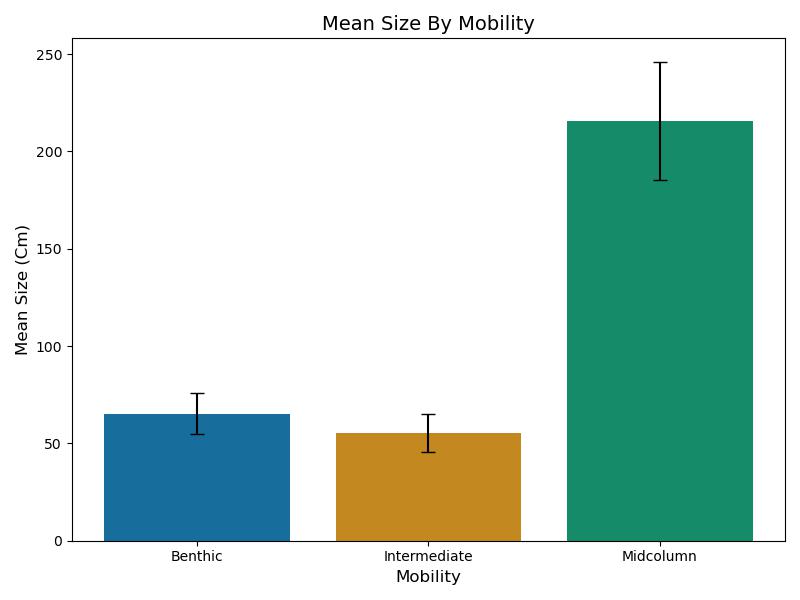 Mean Size By Mobility
250
200
150
100
50
0
Mean Size (Cm)
Benthic
Intermediate
Midcolumn
Mobility